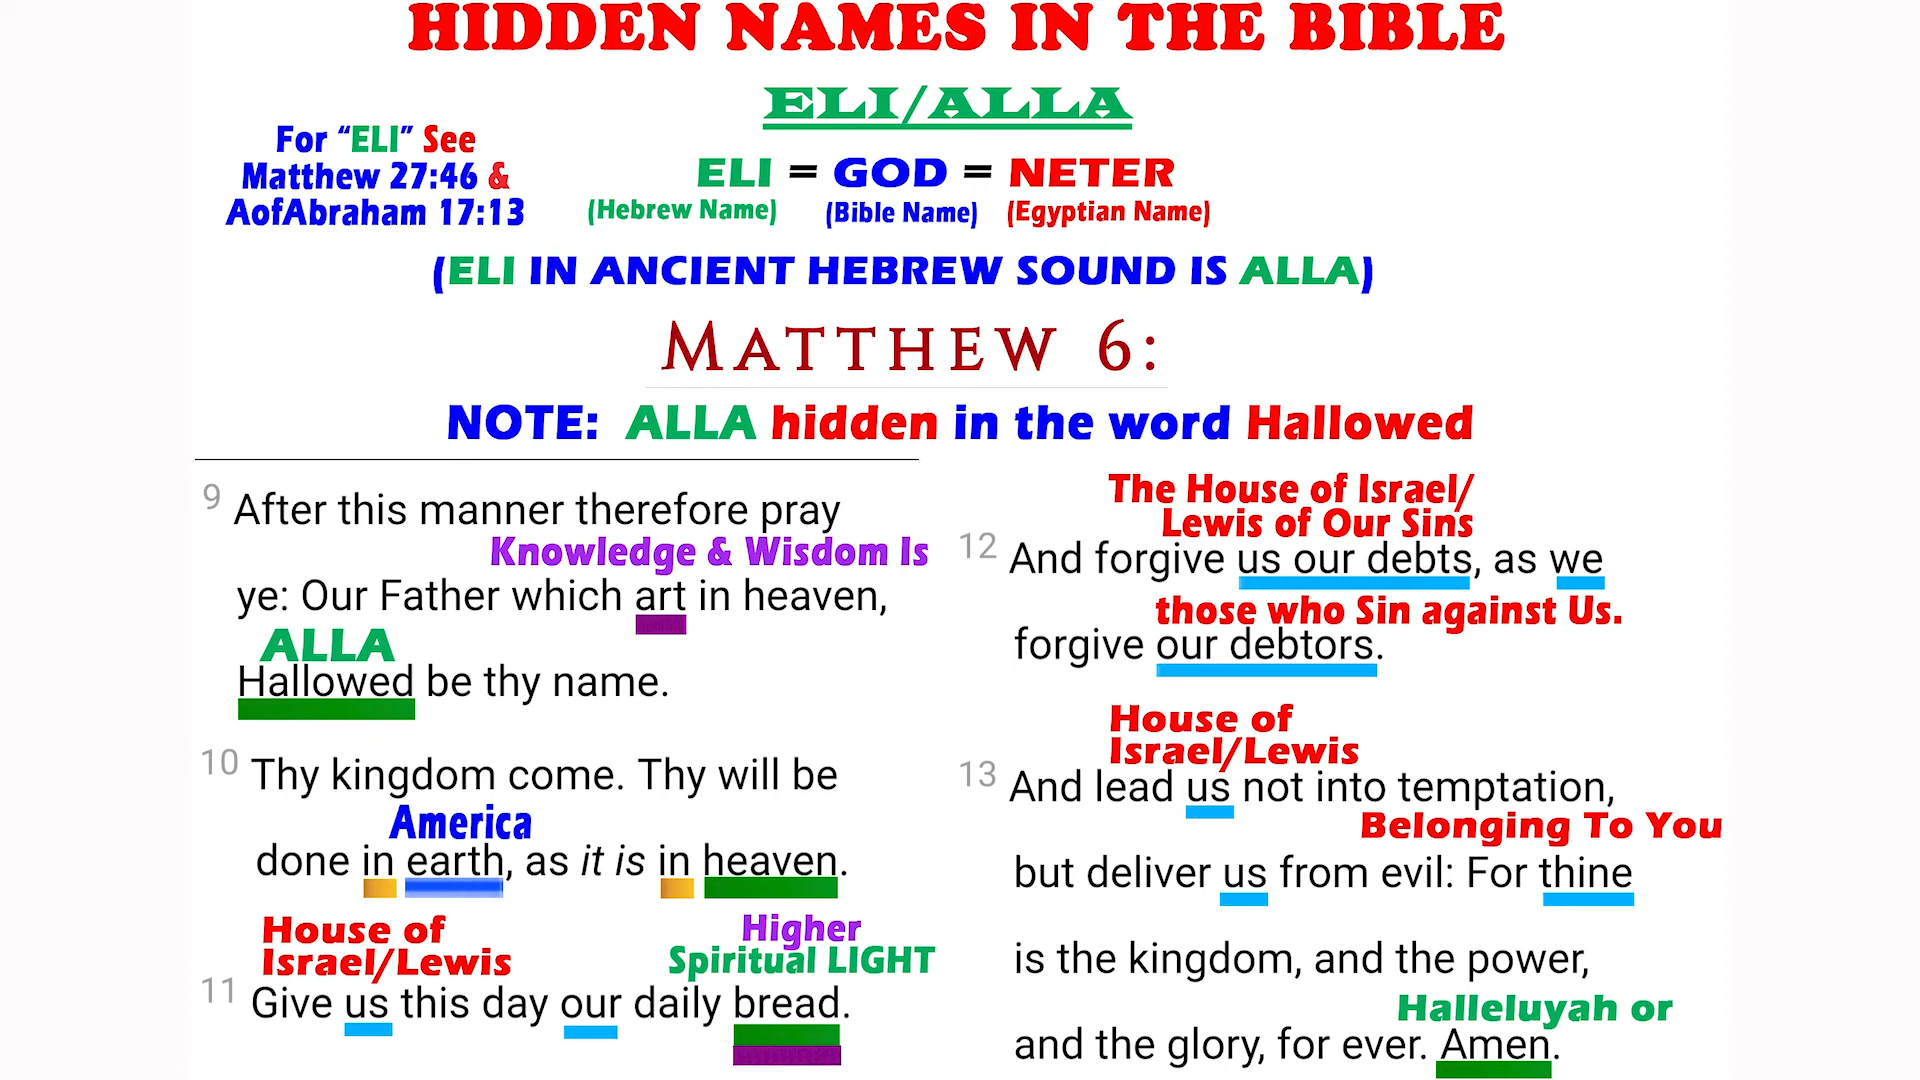 HIDDEN NAMES IN THE BIBLE
ELI/ALLA
For “ELI” See
Matthew 27:46 &
AofAbraham 17:13
ELI = GOD = NETER
(Hebrew Name) (Bible Name) (Egyptian Name)
(ELI IN ANCIENT HEBREW SOUND IS ALLA)
MATTHEW 6:
NOTE: ALLA hidden in the word Hallowed
9 After this manner therefore pray
Knowledge & Wisdom Is
ye: Our Father which art in heaven,
ALLA
Hallowed be thy name.
10 Thy kingdom come. Thy will be
America
done in earth, as it is in heaven.
House of
Israel/Lewis
Higher
Spiritual LIGHT
11 Give us this day our daily bread.
The House of Israel/
Lewis of Our Sins
12 And forgive us our debts, as we
those who Sin against Us.
forgive our debtors.
House of
Israel/Lewis
13 And lead us not into temptation,
Belonging To You
but deliver us from evil: For thine
is the kingdom, and the power,
Halleluyah or
and the glory, for ever. Amen.